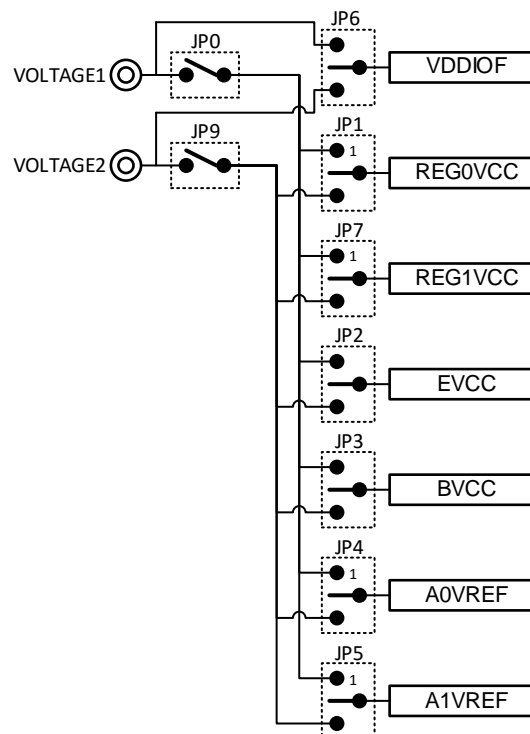 JP6
JP0
VOLTAGE1
VDDIOF
JP9
JP1
VOLTAGE2
1
REG0VCC
JP7
1
REG1VCC
JP2
EVCC
JP3
BVCC
JP4
1
A0VREF
JP5
1
A1VREF